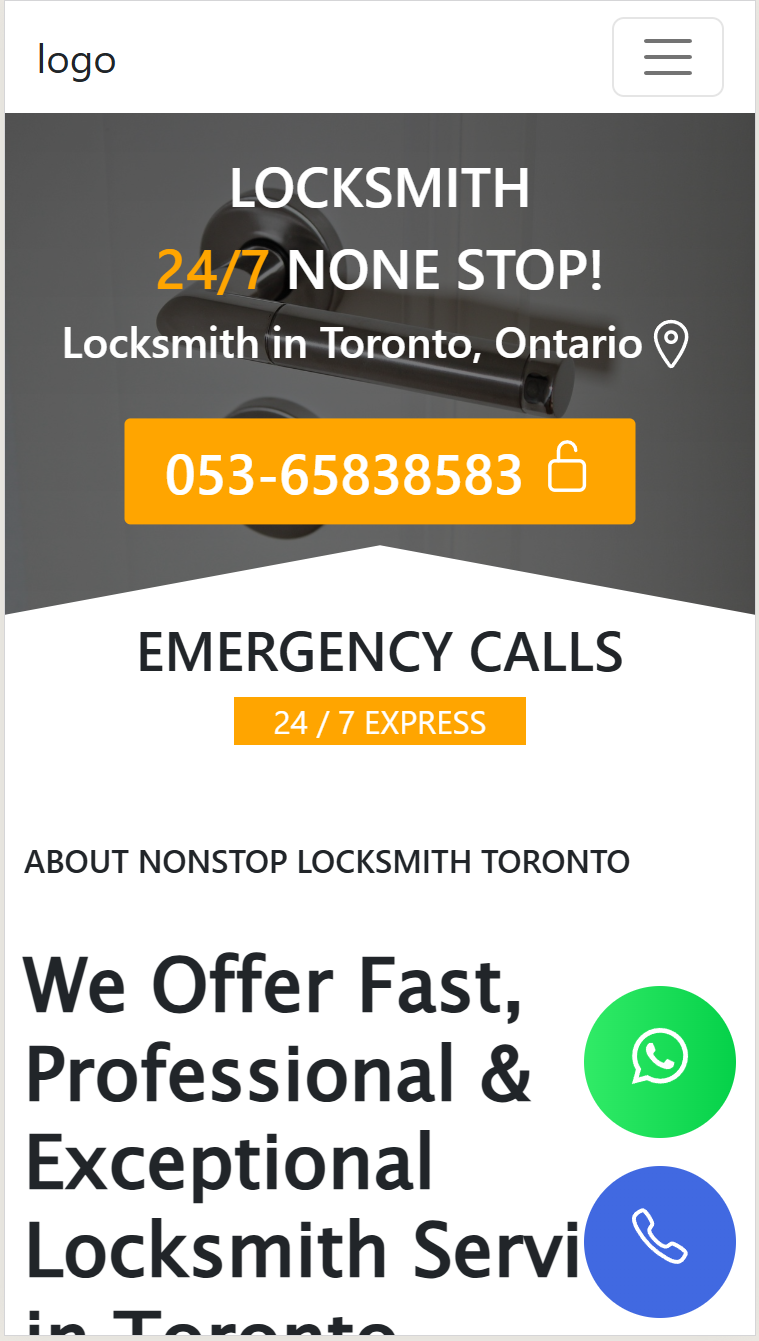 logo
LOCKSMITH
24/7 NONE STOP!
Locksmith in Toronto, Ontario
053-65838583
EMERGENCY CALLS
24 / 7 EXPRESS
ABOUT NONSTOP LOCKSMITH TORONTO
We Offer Fast,
Professional &
Exceptional
Locksmith Servi
in Toronto